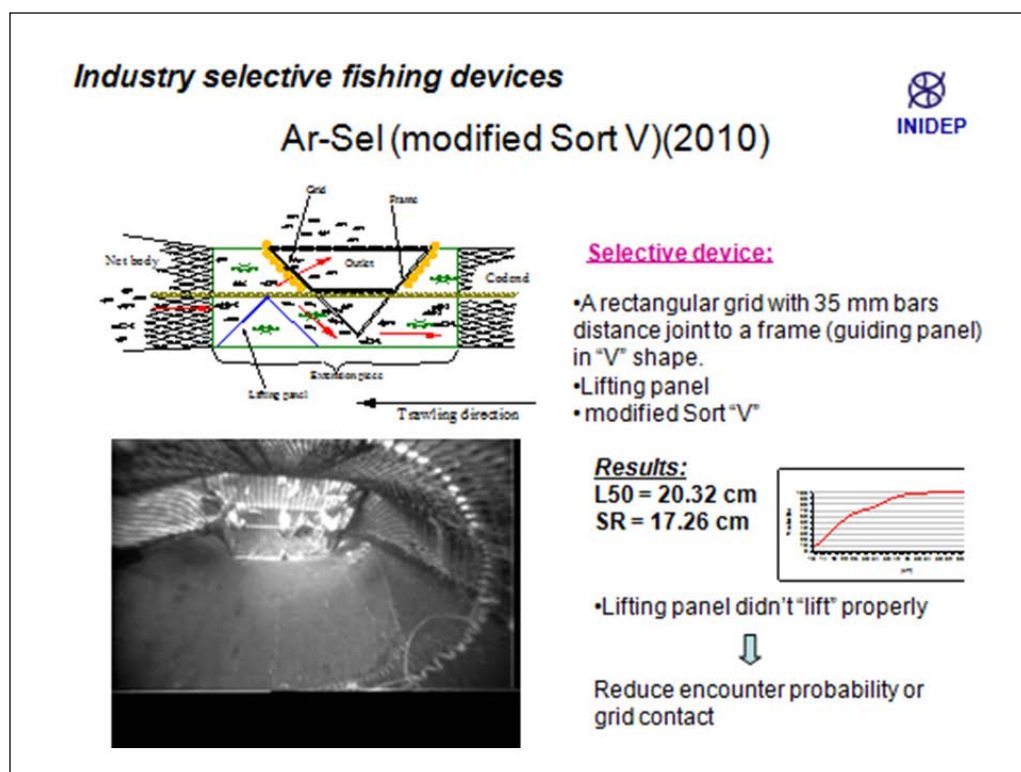 Industry selective fishing devices
INIDEP
Ar-Sel (modified Sort V)(2010)
Grid
Frame
Net body
Outlet
Codend
Extension piece
Lifting panel
Trawling direction
Selective device:
•A rectangular grid with 35 mm bars
distance joint to a frame (guiding panel)
in “V” shape.
•Lifting panel
• modified Sort “V”
Results:
L50 = 20.32 cm
SR = 17.26 cm
•Lifting panel didn’t “lift” properly
Reduce encounter probability or
grid contact